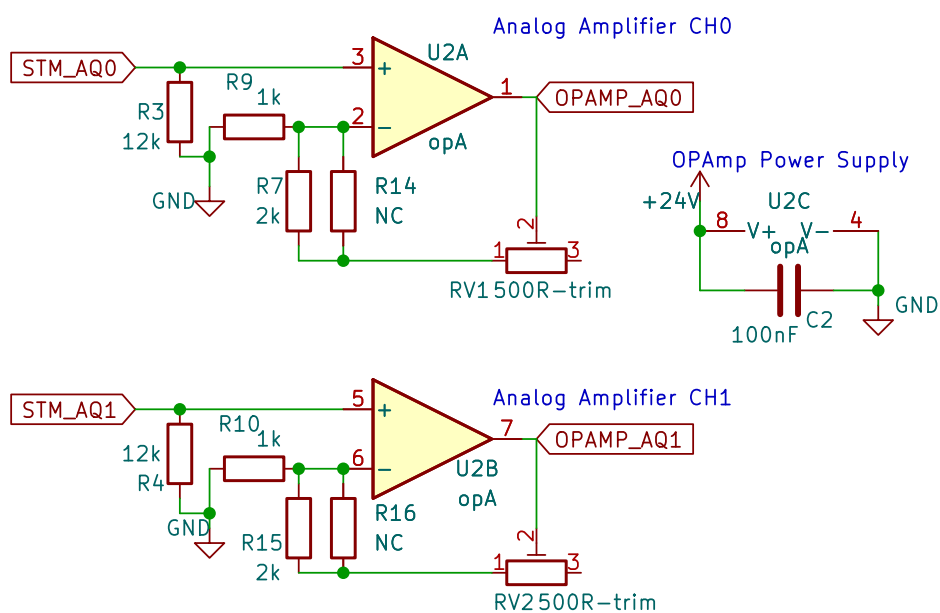 Analog Amplifier CH0
STM_AQ0
3
U2A
+
R9
1k
1
OPAMP_AQ0
R3
12k
2
−
opA
GND
R7
2k
R14
NC
2
1
3
RV1 500R-trim
OPAmp Power Supply
+24V
U2C
8
V+
V−
4
opA
GND
C2
100nF
Analog Amplifier CH1
STM_AQ1
5
+
R10
1k
7
OPAMP_AQ1
12k
R4
6
−
U2B
opA
GND
R15
2k
R16
NC
2
1
3
RV2 500R-trim